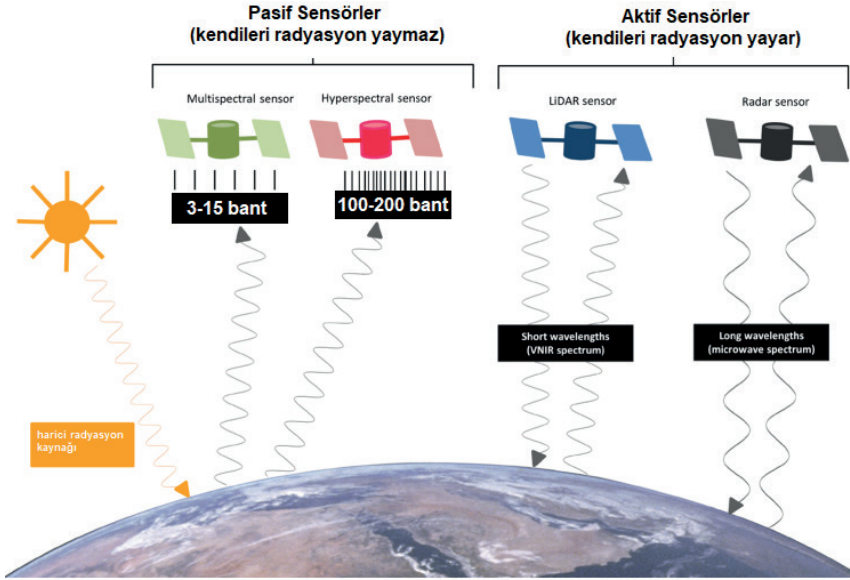 Pasif Sensörler
(kendileri radyasyon yaymaz)
Aktif Sensörler
(kendileri radyasyon yayar)
Multispectral sensor
Hyperspectral sensor
LiDAR sensor
Radar sensor
3-15 bant
100-200 bant
Short wavelengths
(VNIR spectrum)
Long wavelengths
(microwave spectrum)
harici radyasyon
kaynağı